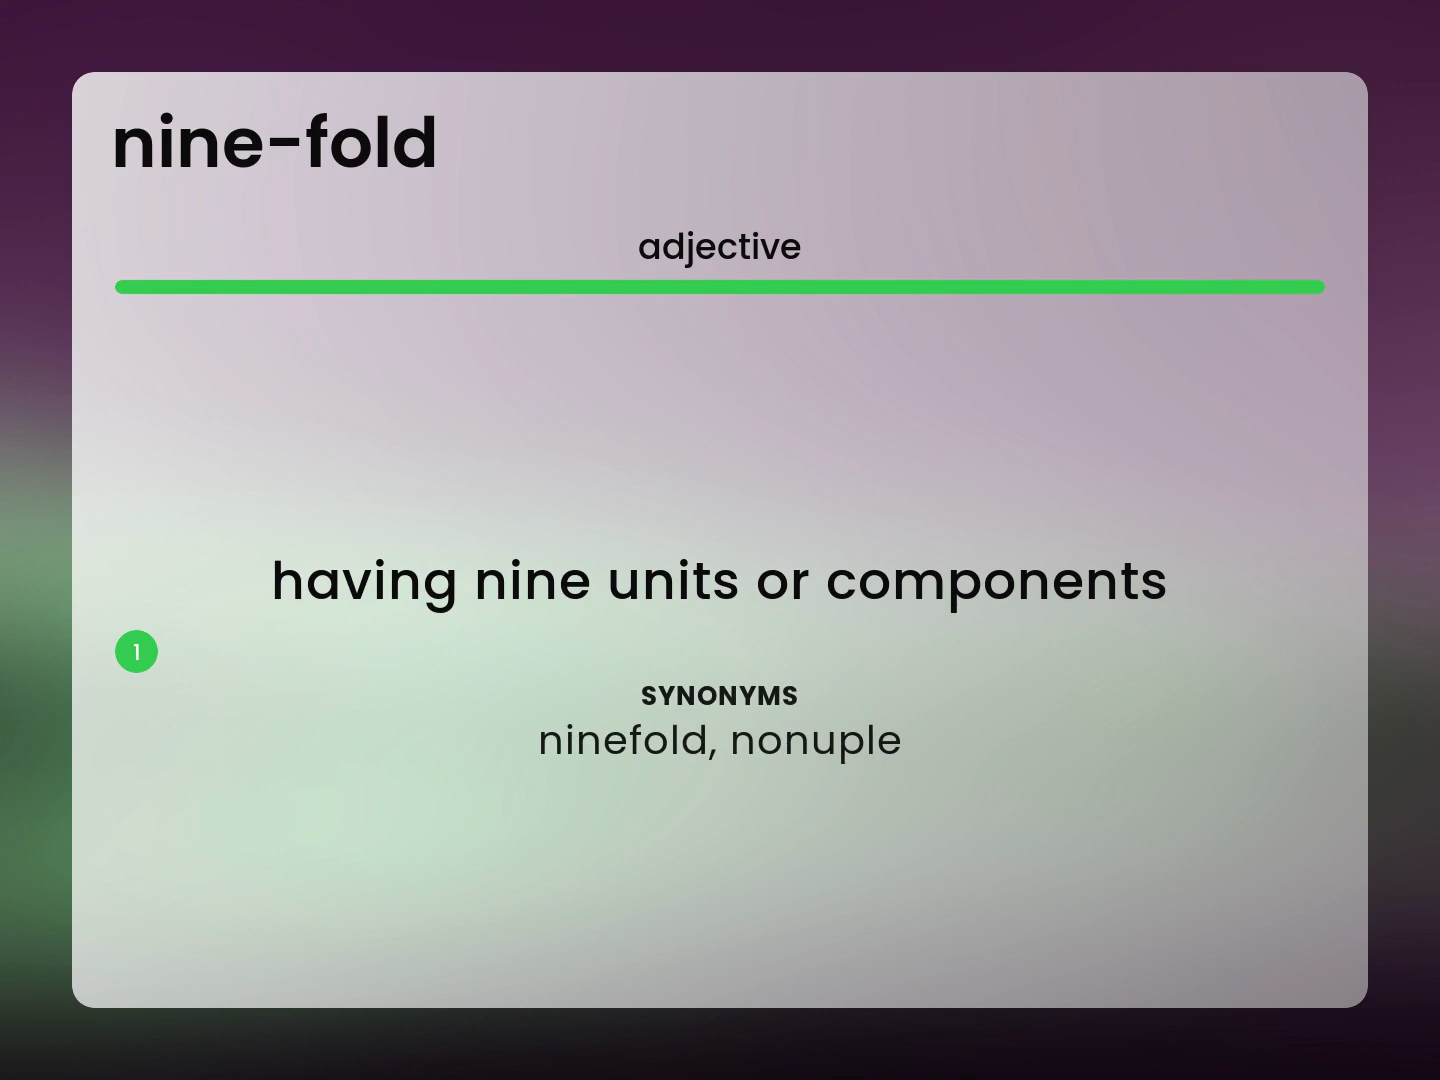 nine-fold
adjective
having nine units or components
1
SYNONYMS
ninefold, nonuple